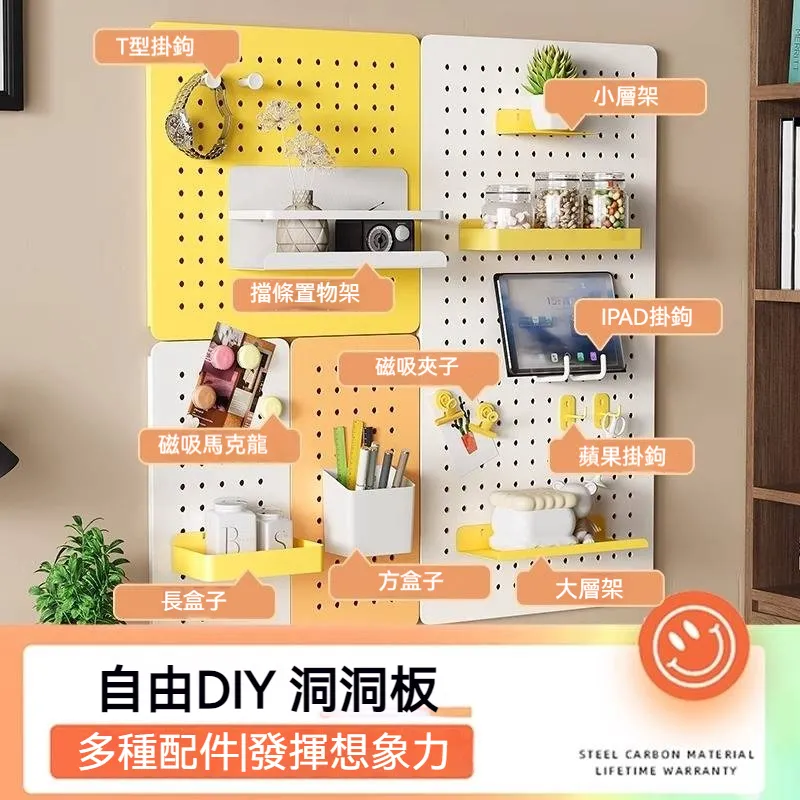 T型掛鉤
小層架
擋條置物架
IPAD掛鉤
磁吸夾子
磁吸馬克龍
蘋果掛鉤
B
S
方盒子
大層架
長盒子
自由DIY 洞洞板
多種配件|發揮想象力
STEEL CARBON MATERIAL
LIFETIME WARRANTY